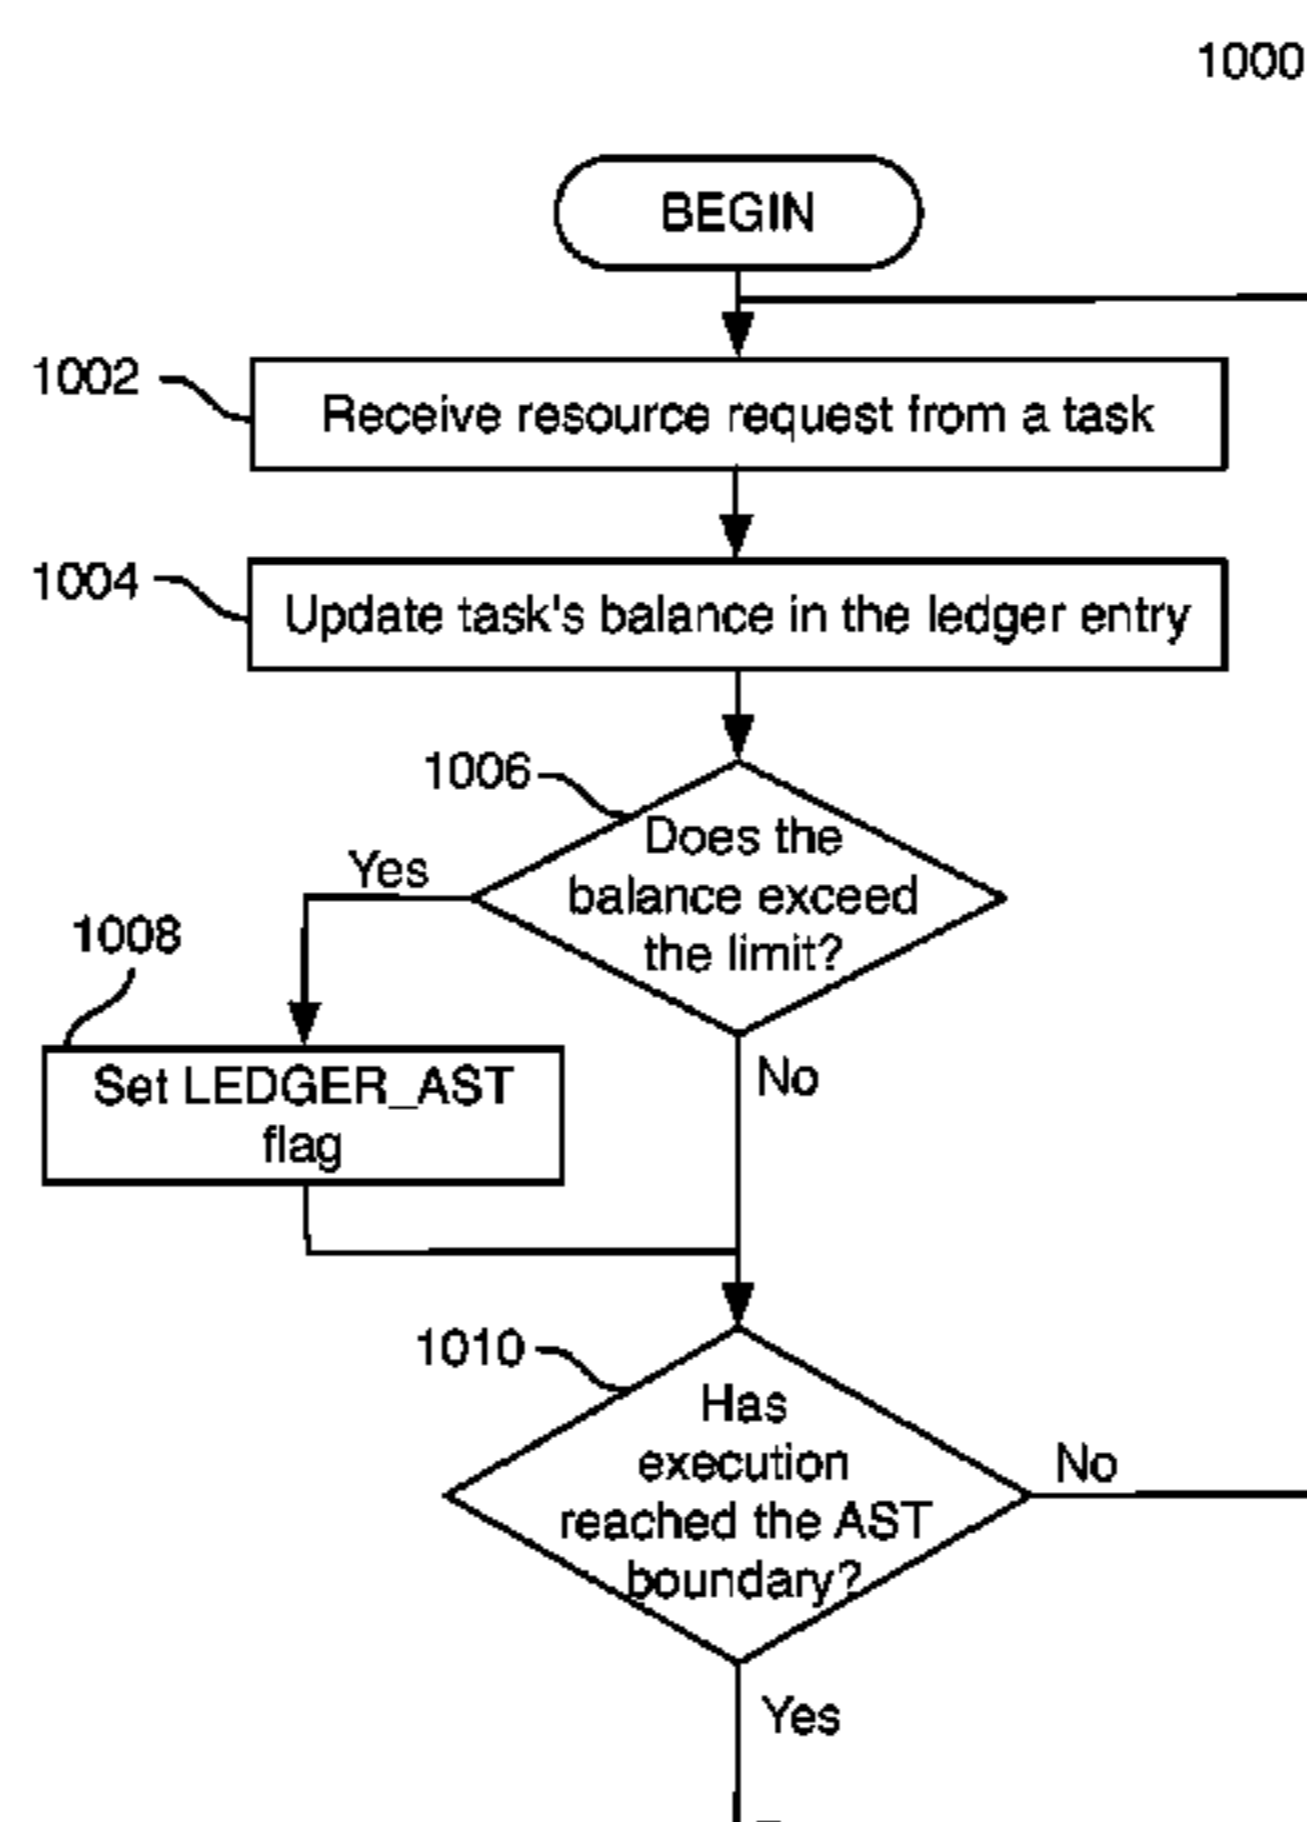 1000
BEGIN
1002
Receive resource request from a task
1004
Update task's balance in the ledger entry
1006
Does the
balance exceed
the limit?
Yes
1008
Set LEDGER_AST
flag
No
1010
Has
execution
reached the AST
boundary?
No
Yes